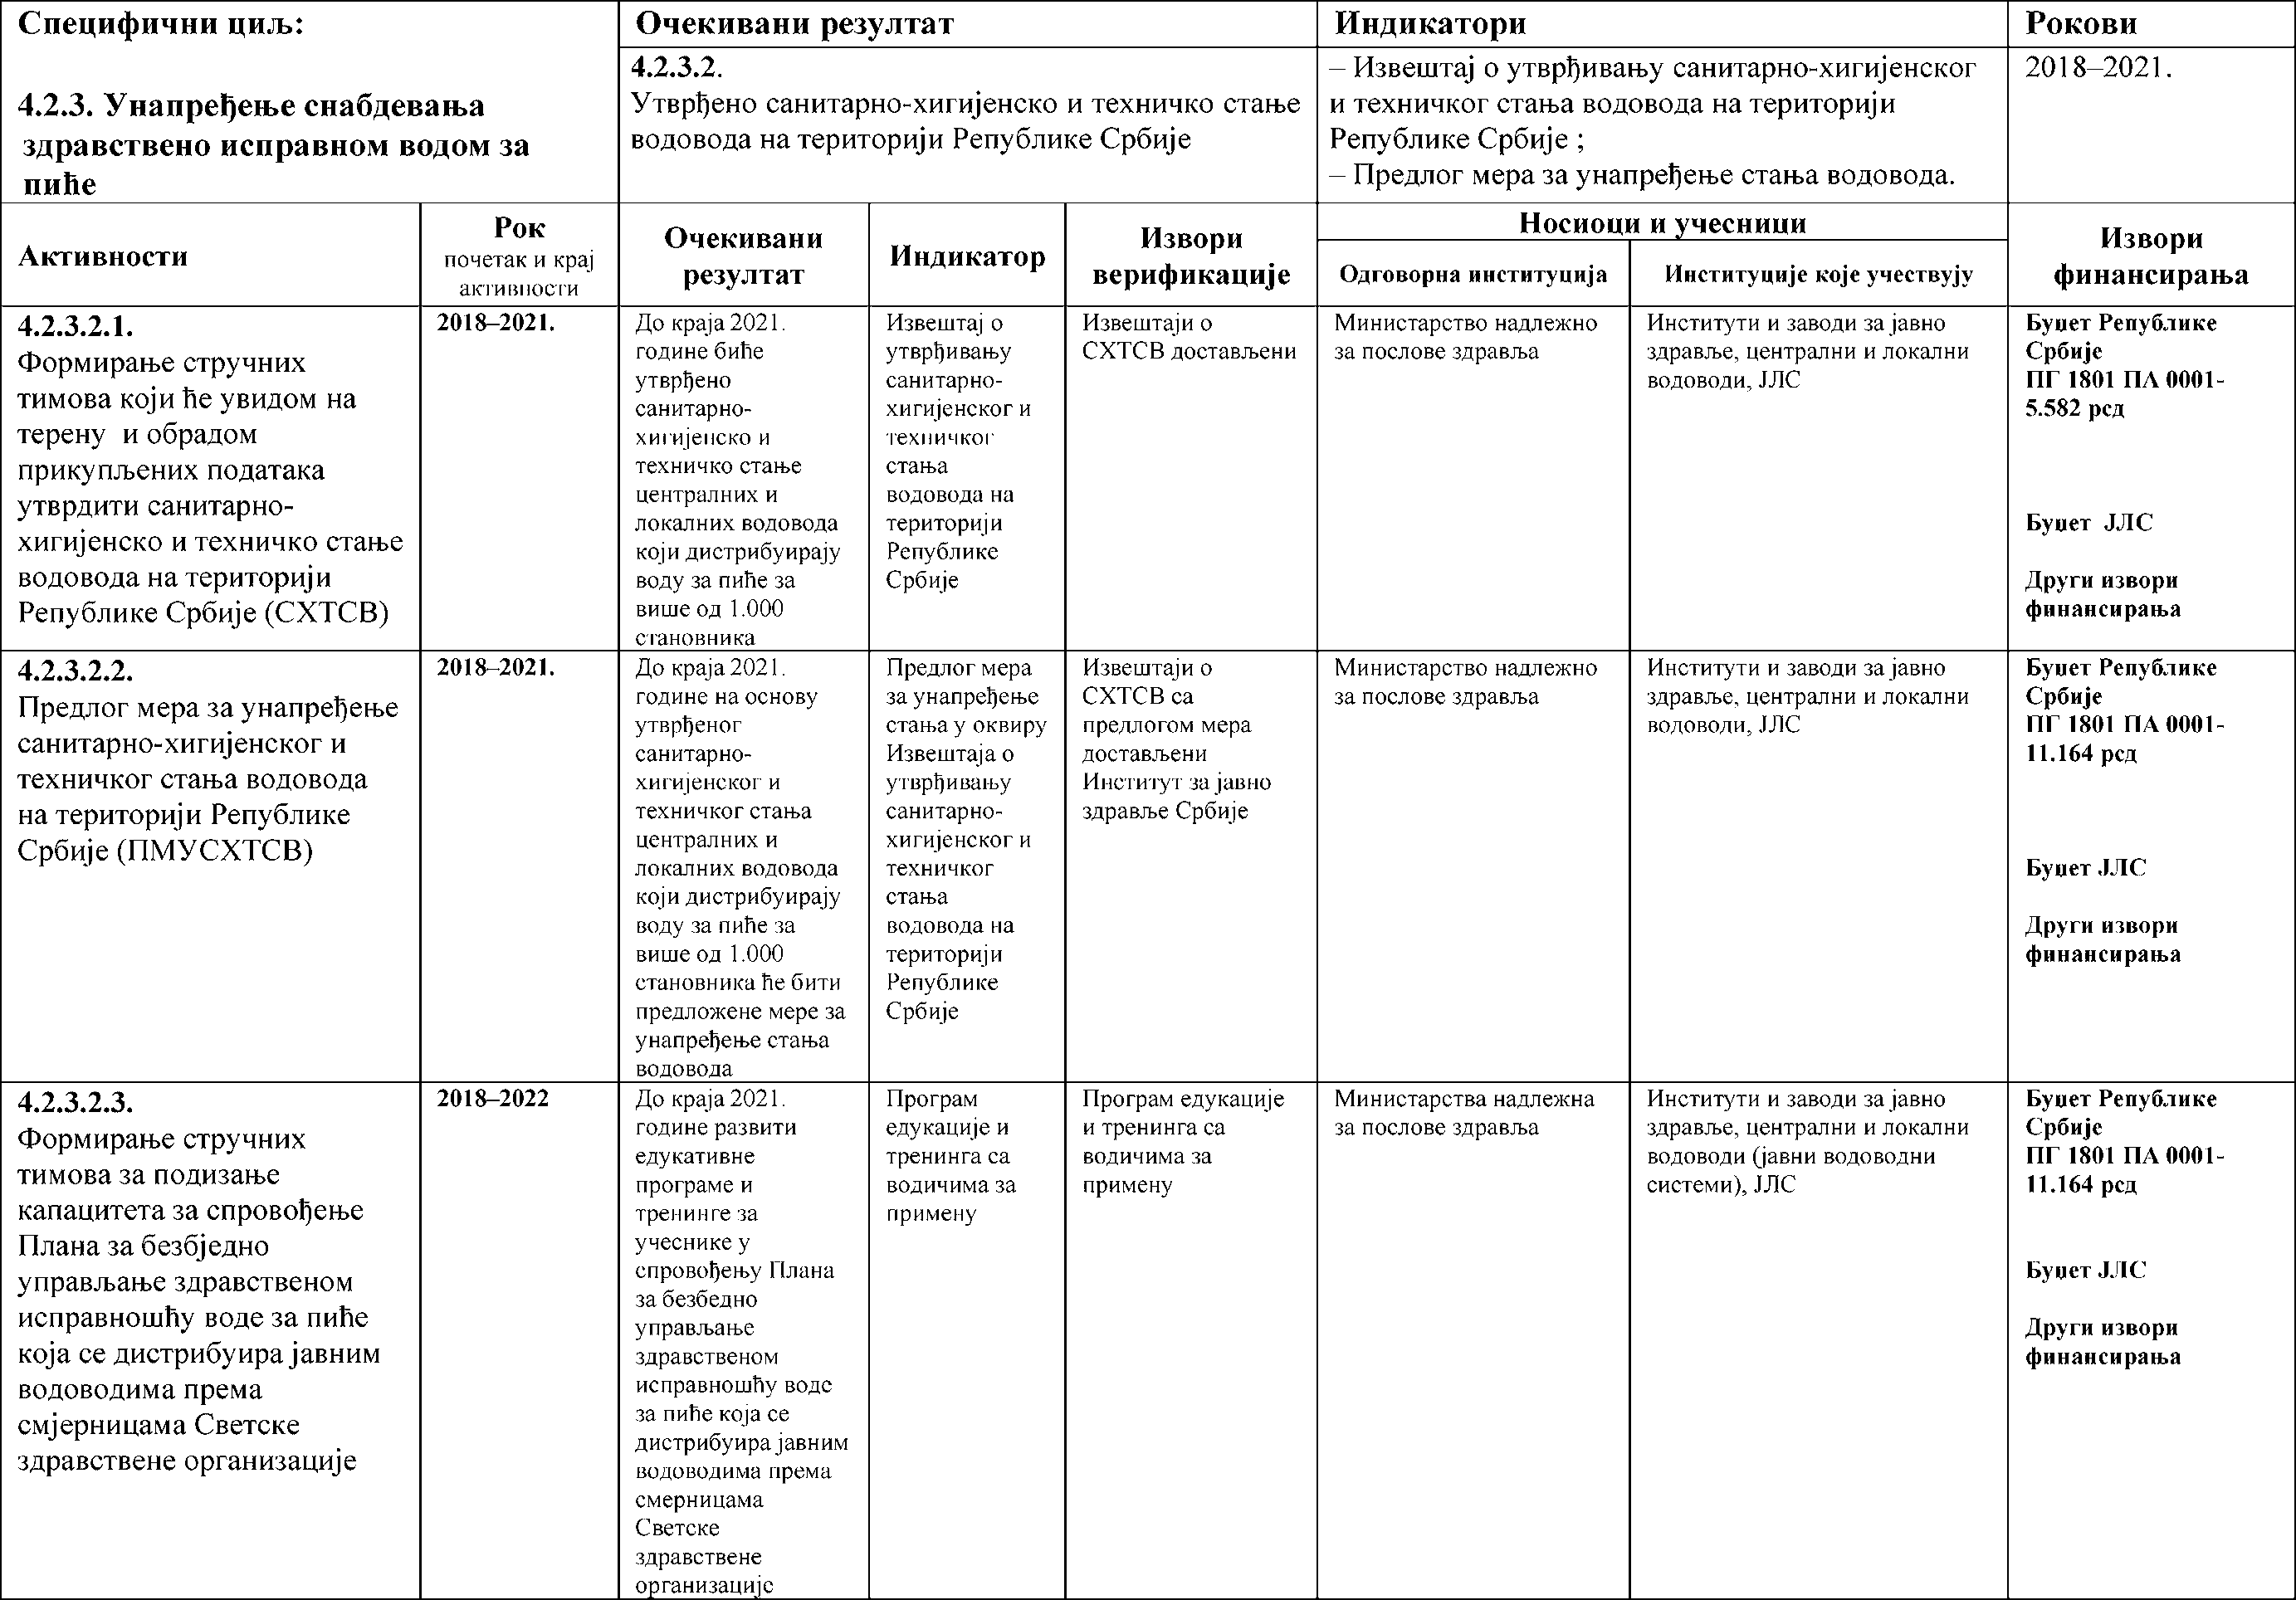 Специфични циљ:
4.2.3. Унапређење снабдевања
здравствено исправном водом за
пиће
Очекивани резултат
4.2.3.2.
Утврђено санитарно-хигијенско и техничко стање
водовода на територији Републике Србије
Индикатори
– Извештај о утврђивању санитарно-хигијенског
и техничког стања водовода на територији
Републике Србије ;
– Предлог мера за унапређење стања водовода.
Рокови
2018–2021.
Активности
Рок
почетак и крај
активности
Очекивани
резултат
Индикатор
Извори
верификације
Носиоци и учесници
Одговорна институција
Институције које учествују
Извори
финансирања
4.2.3.2.1.
Формирање стручних
тимова који ће увидом на
терену  и обрадом
прикупљених података
утврдити санитарно-
хигијенско и техничко стање
водовода на територији
Републике Србије (СХТСВ)
2018–2021.
До краја 2021.
године биће
утврђено
санитарно-
хигијенско и
техничко стање
централних и
локалних водовода
који дистрибуирају
воду за пиће за
више од 1.000
становника
Извештај о
утврђивању
санитарно-
хигијенског и
техничког
стања
водовода на
територији
Републике
Србије
Извештаји о
СХТСВ достављени
Министарство надлежно
за послове здравља
Институти и заводи за јавно
здравље, централни и локални
водоводи, ЈЛС
Буџет Републике
Србије
ПГ 1801 ПА 0001-
5.582 рсд
Буџет  ЈЛС
Други извори
финансирања
4.2.3.2.2.
Предлог мера за унапређење
санитарно-хигијенског и
техничког стања водовода
на територији Републике
Србије (ПМУСХТСВ)
2018–2021.
До краја 2021.
године на основу
утврђеног
санитарно-
хигијенског и
техничког стања
централних и
локалних водовода
који дистрибуирају
воду за пиће за
више од 1.000
становника ће бити
предложене мере за
унапређење стања
водовода
Предлог мера
за унапређење
стања у оквиру
Извештаја о
утврђивању
санитарно-
хигијенског и
техничког
стања
водовода на
територији
Републике
Србије
Извештаји о
СХТСВ са
предлогом мера
достављени
Институт за јавно
здравље Србије
Министарство надлежно
за послове здравља
Институти и заводи за јавно
здравље, централни и локални
водоводи, ЈЛС
Буџет Републике
Србије
ПГ 1801 ПА 0001-
11.164 рсд
Буџет ЈЛС
Други извори
финансирања
4.2.3.2.3.
Формирање стручних
тимова за подизање
капацитета за спровођење
Плана за безбједно
управљање здравственом
исправношћу воде за пиће
која се дистрибуира јавним
водоводима према
смјерницама Светске
здравствене организације
2018–2022
До краја 2021.
године развити
едукативне
програме и
тренинге за
учеснике у
спровођењу Плана
за безбедно
управљање
здравственом
исправношћу воде
за пиће која се
дистрибуира јавним
водоводима према
смерницама
Светске
здравствене
организације
Програм
едукације и
тренинга са
водичима за
примену
Програм едукације
и тренинга са
водичима за
примену
Министарства надлежна
за послове здравља
Институти и заводи за јавно
здравље, централни и локални
водоводи (јавни водоводни
системи), ЈЛС
Буџет Републике
Србије
ПГ 1801 ПА 0001-
11.164 рсд
Буџет ЈЛС
Други извори
финансирања